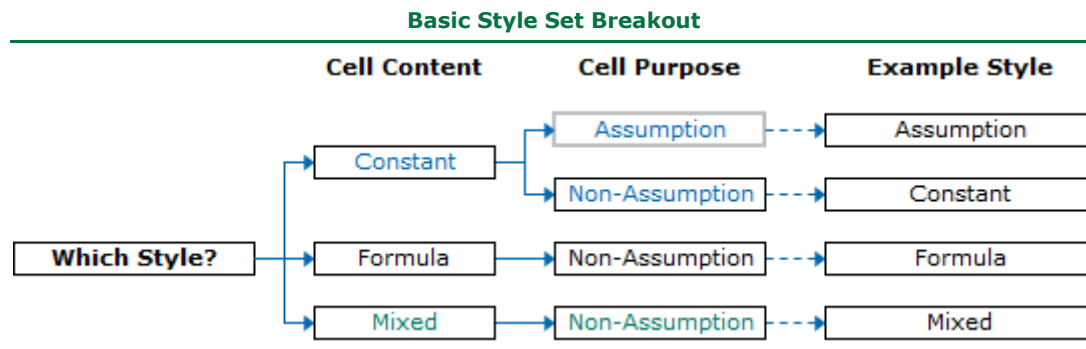 Basic Style Set Breakout
Cell Content Cell Purpose Example Style
Assumption Assumption
Constant
Non-Assumption Constant
Which Style? Formula Non-Assumption Formula
Mixed Non-Assumption Mixed